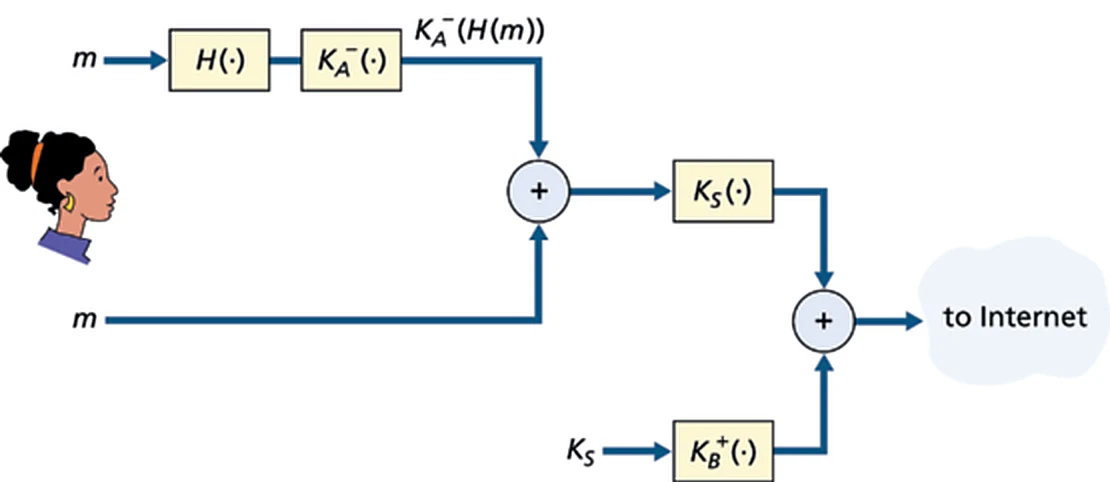 K_A^-(H(m))
m
H(·)
K_A^-(·)
+
K_S(·)
m
+
to Internet
K_S
K_B^+(·)